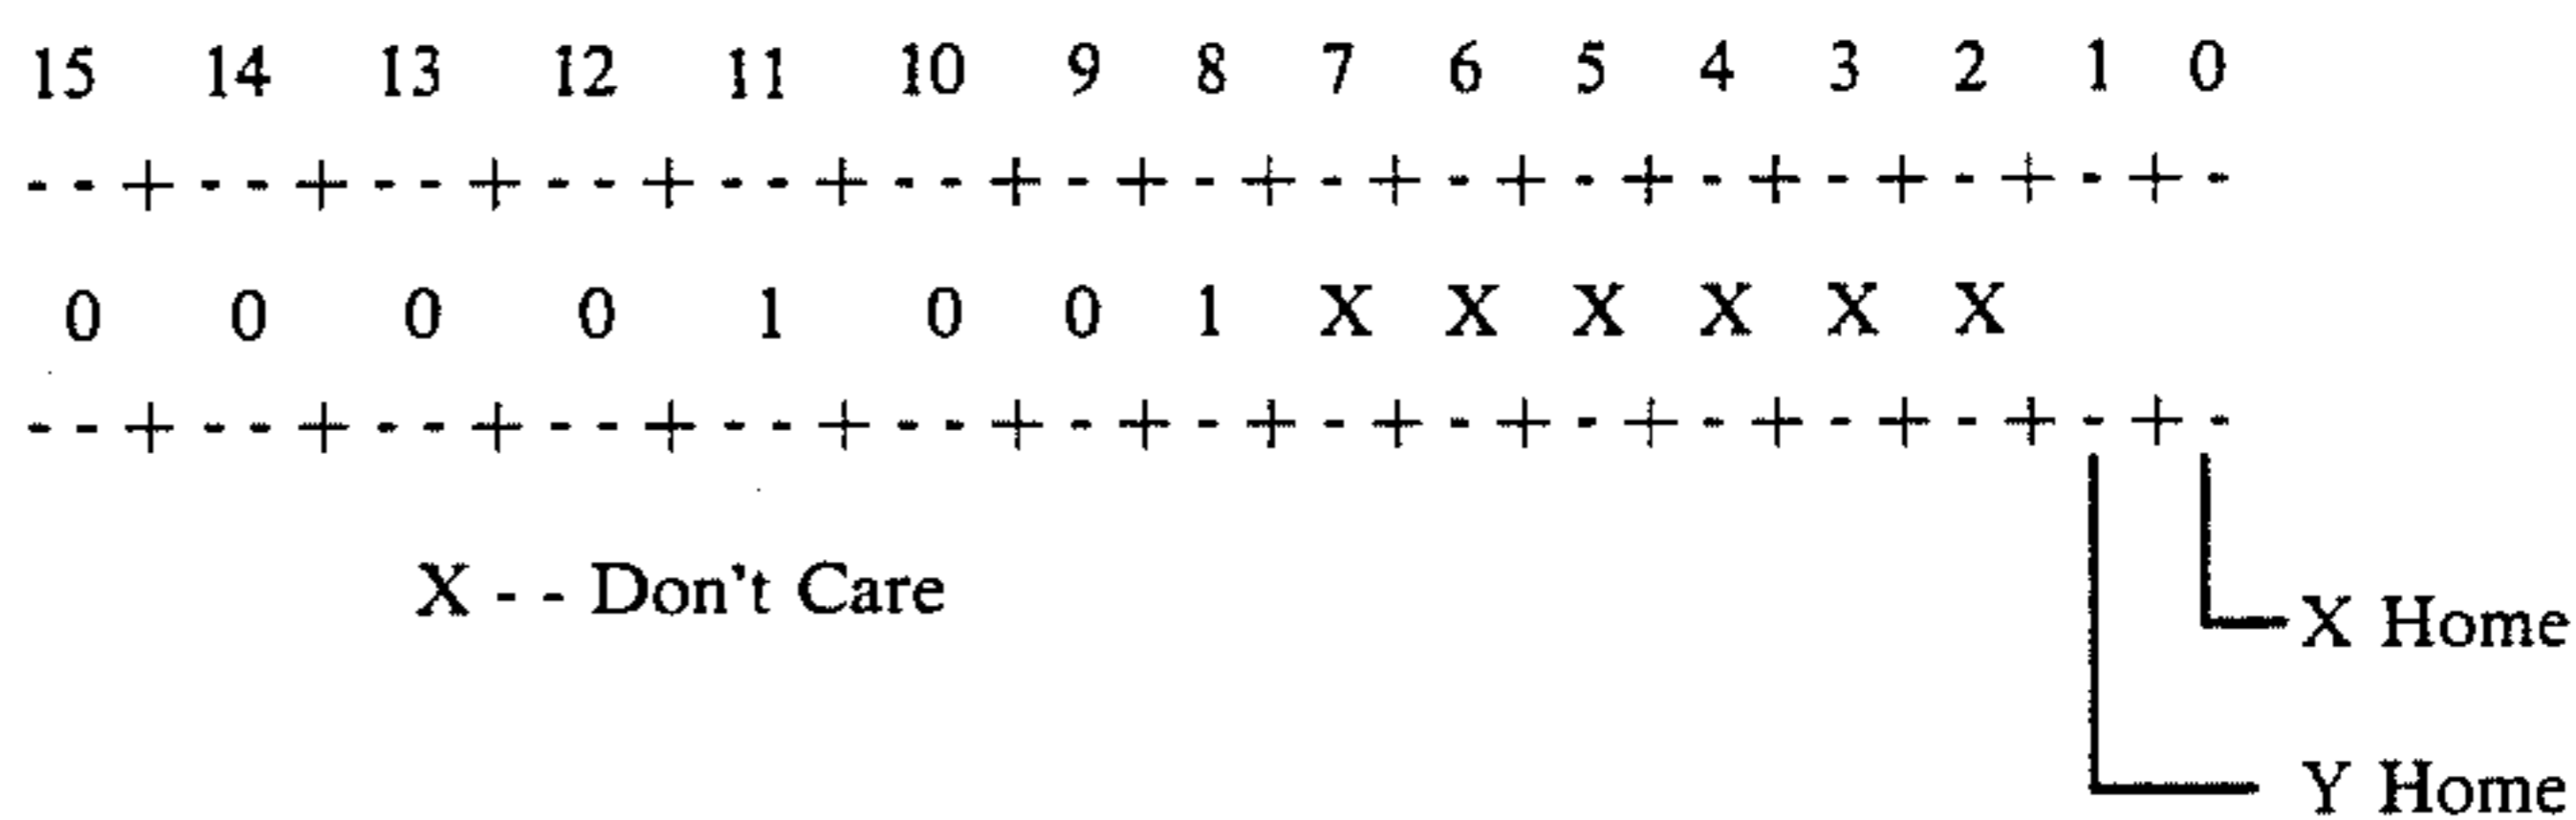 15 14 13 12 11 10 9 8 7 6 5 4 3 2 1 0
- - + - - + - - + - - + - - + - - + - + - + - + - + - + - + - + - + - + -
0 0 0 0 1 0 0 1 X X X X X X
- - + - - + - - + - - + - - + - - + - + - + - + - + - + - + - + - + - + -
X - - Don't Care
X Home
Y Home